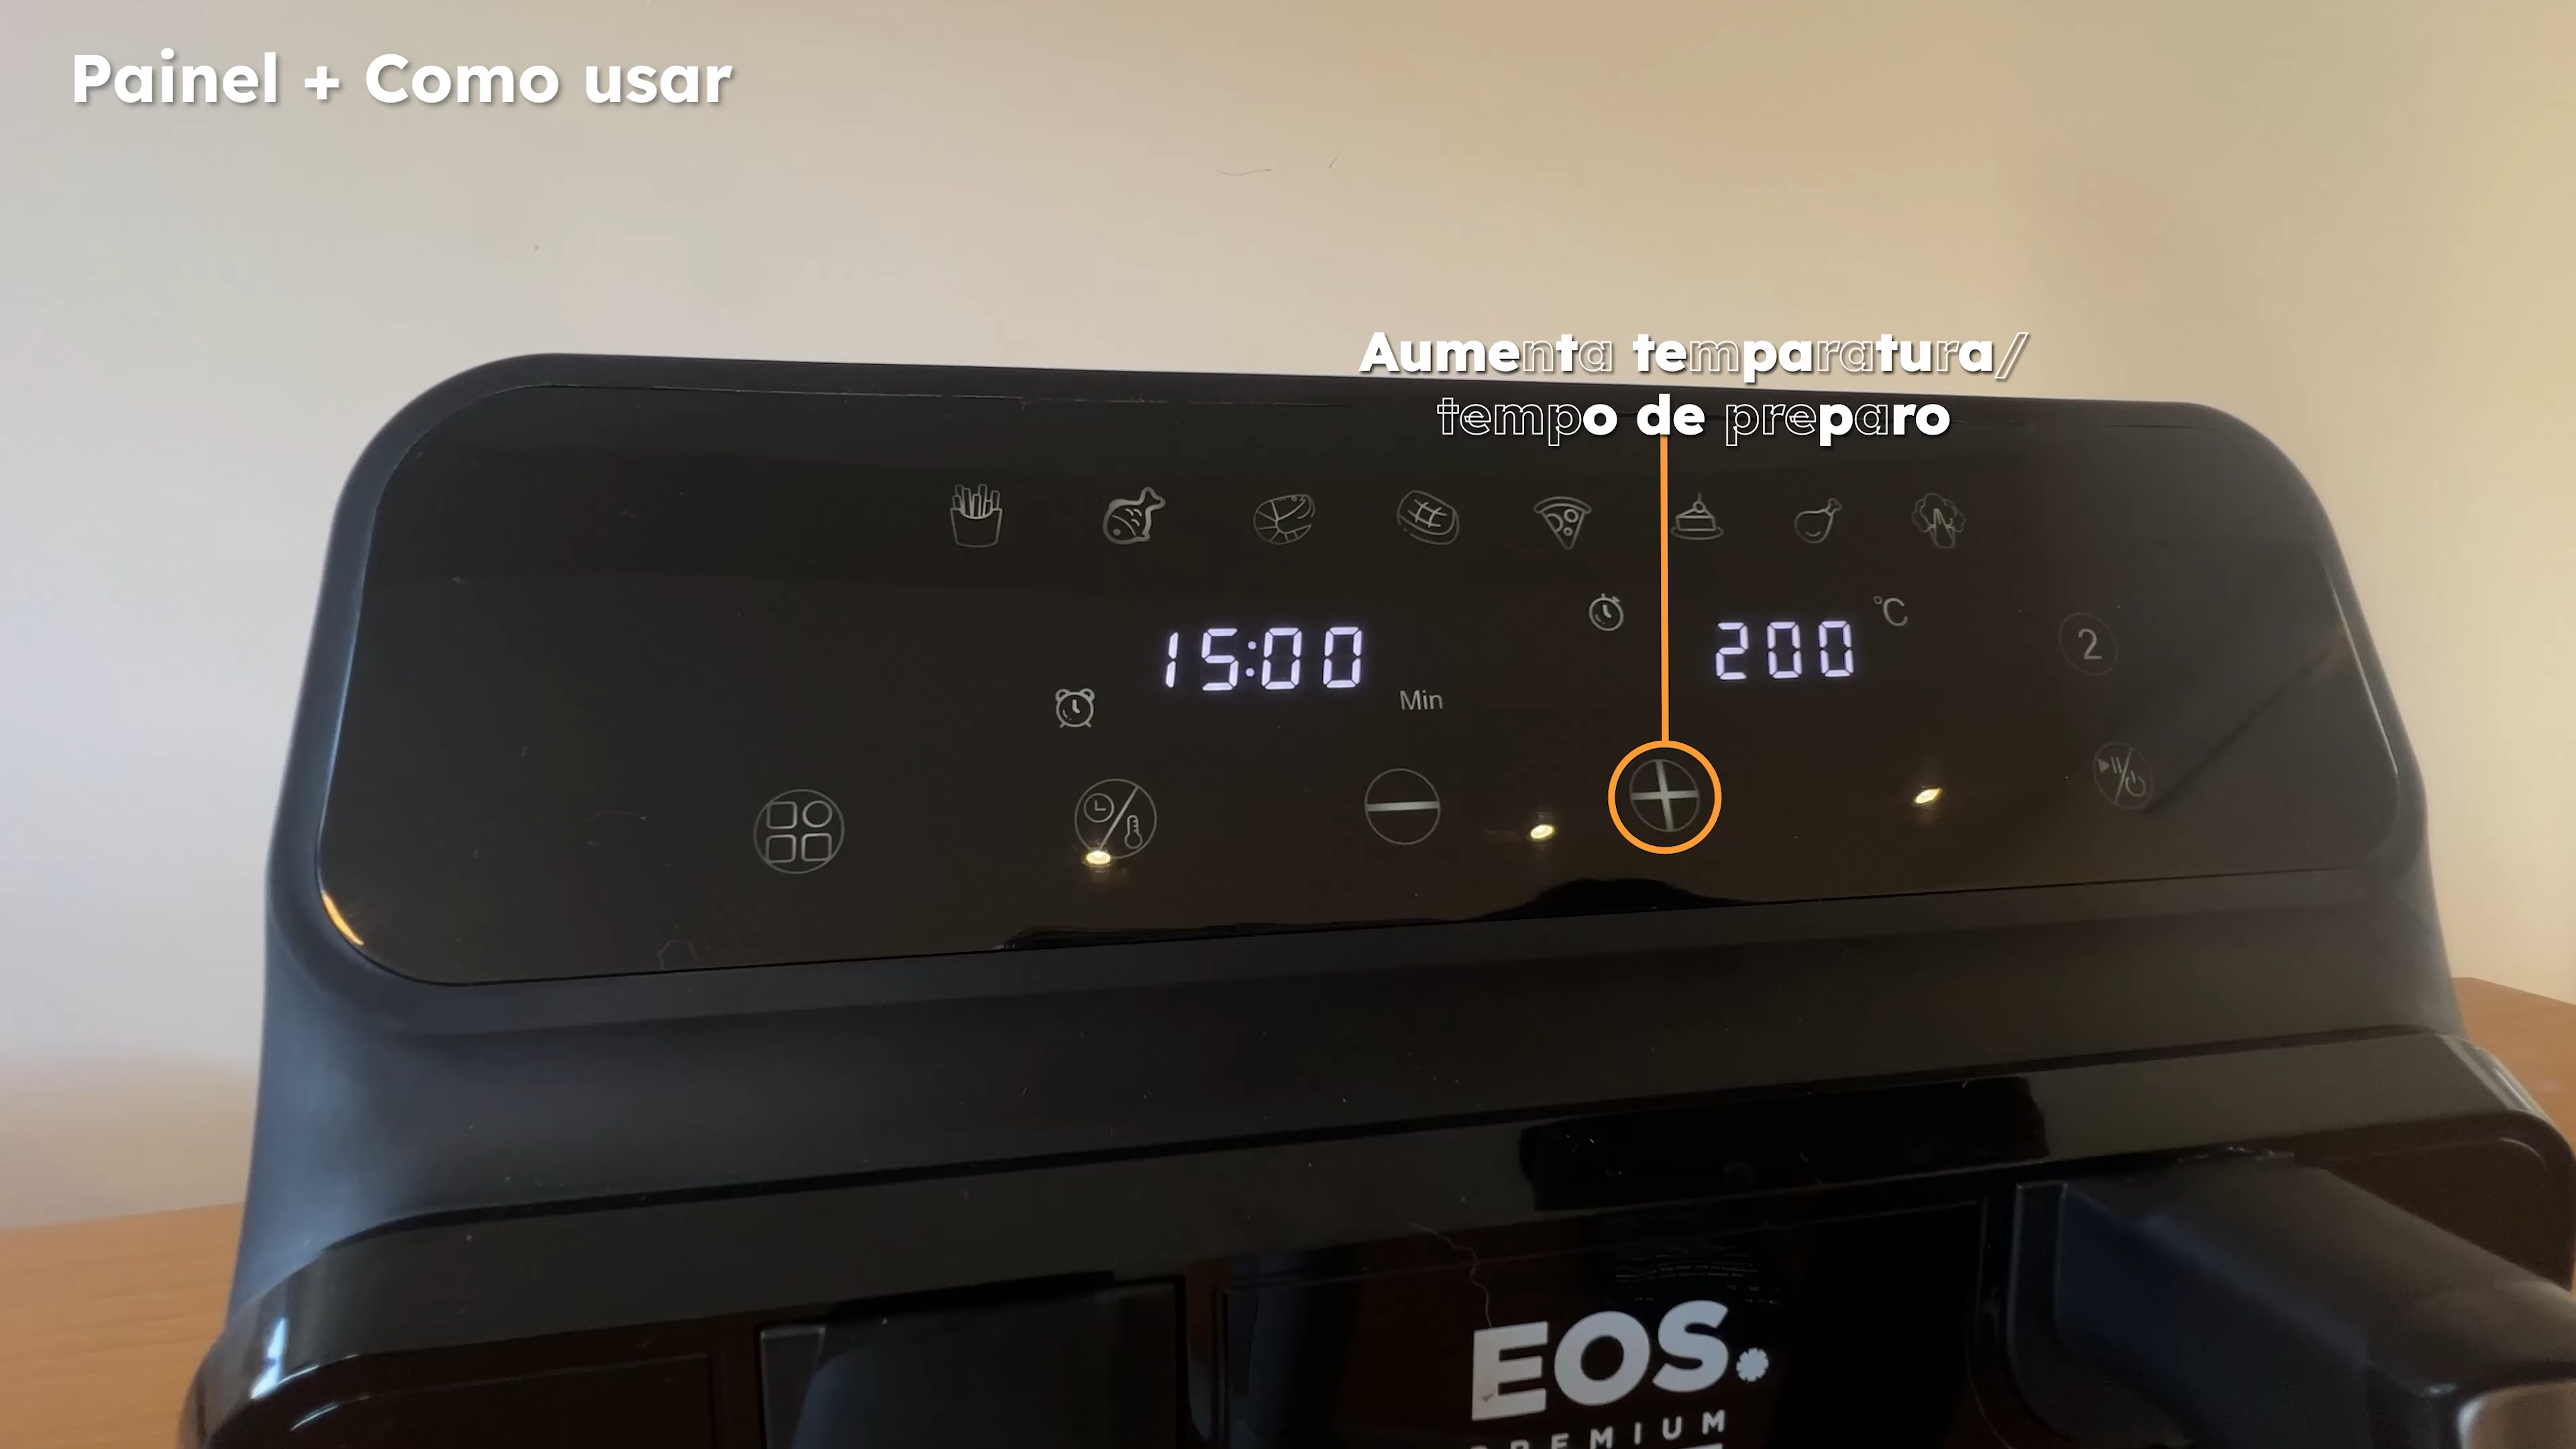 Painel + Como usar
Aumenta temparatura/
tempo de preparo
15:00
Min
200
°C
2
EOS.
PREMIUM